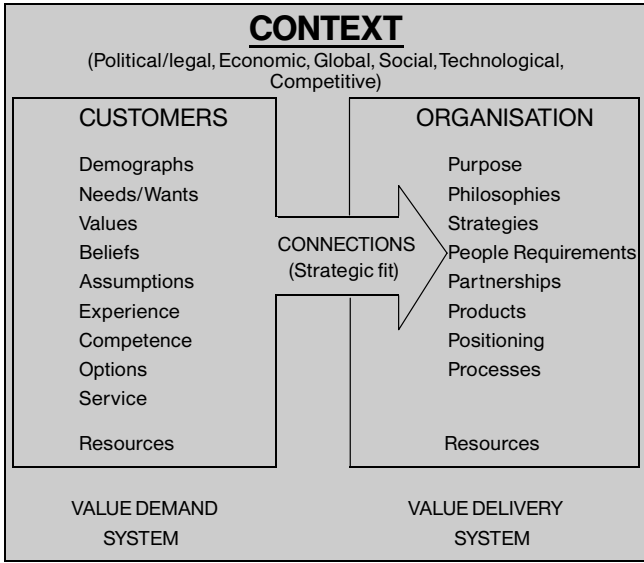 CONTEXT
(Political/legal, Economic, Global, Social, Technological,
Competitive)
CUSTOMERS
Demographs
Needs/Wants
Values
Beliefs
Assumptions
Experience
Competence
Options
Service
Resources
CONNECTIONS
(Strategic fit)
ORGANISATION
Purpose
Philosophies
Strategies
People Requirements
Partnerships
Products
Positioning
Processes
Resources
VALUE DEMAND
SYSTEM
VALUE DELIVERY
SYSTEM